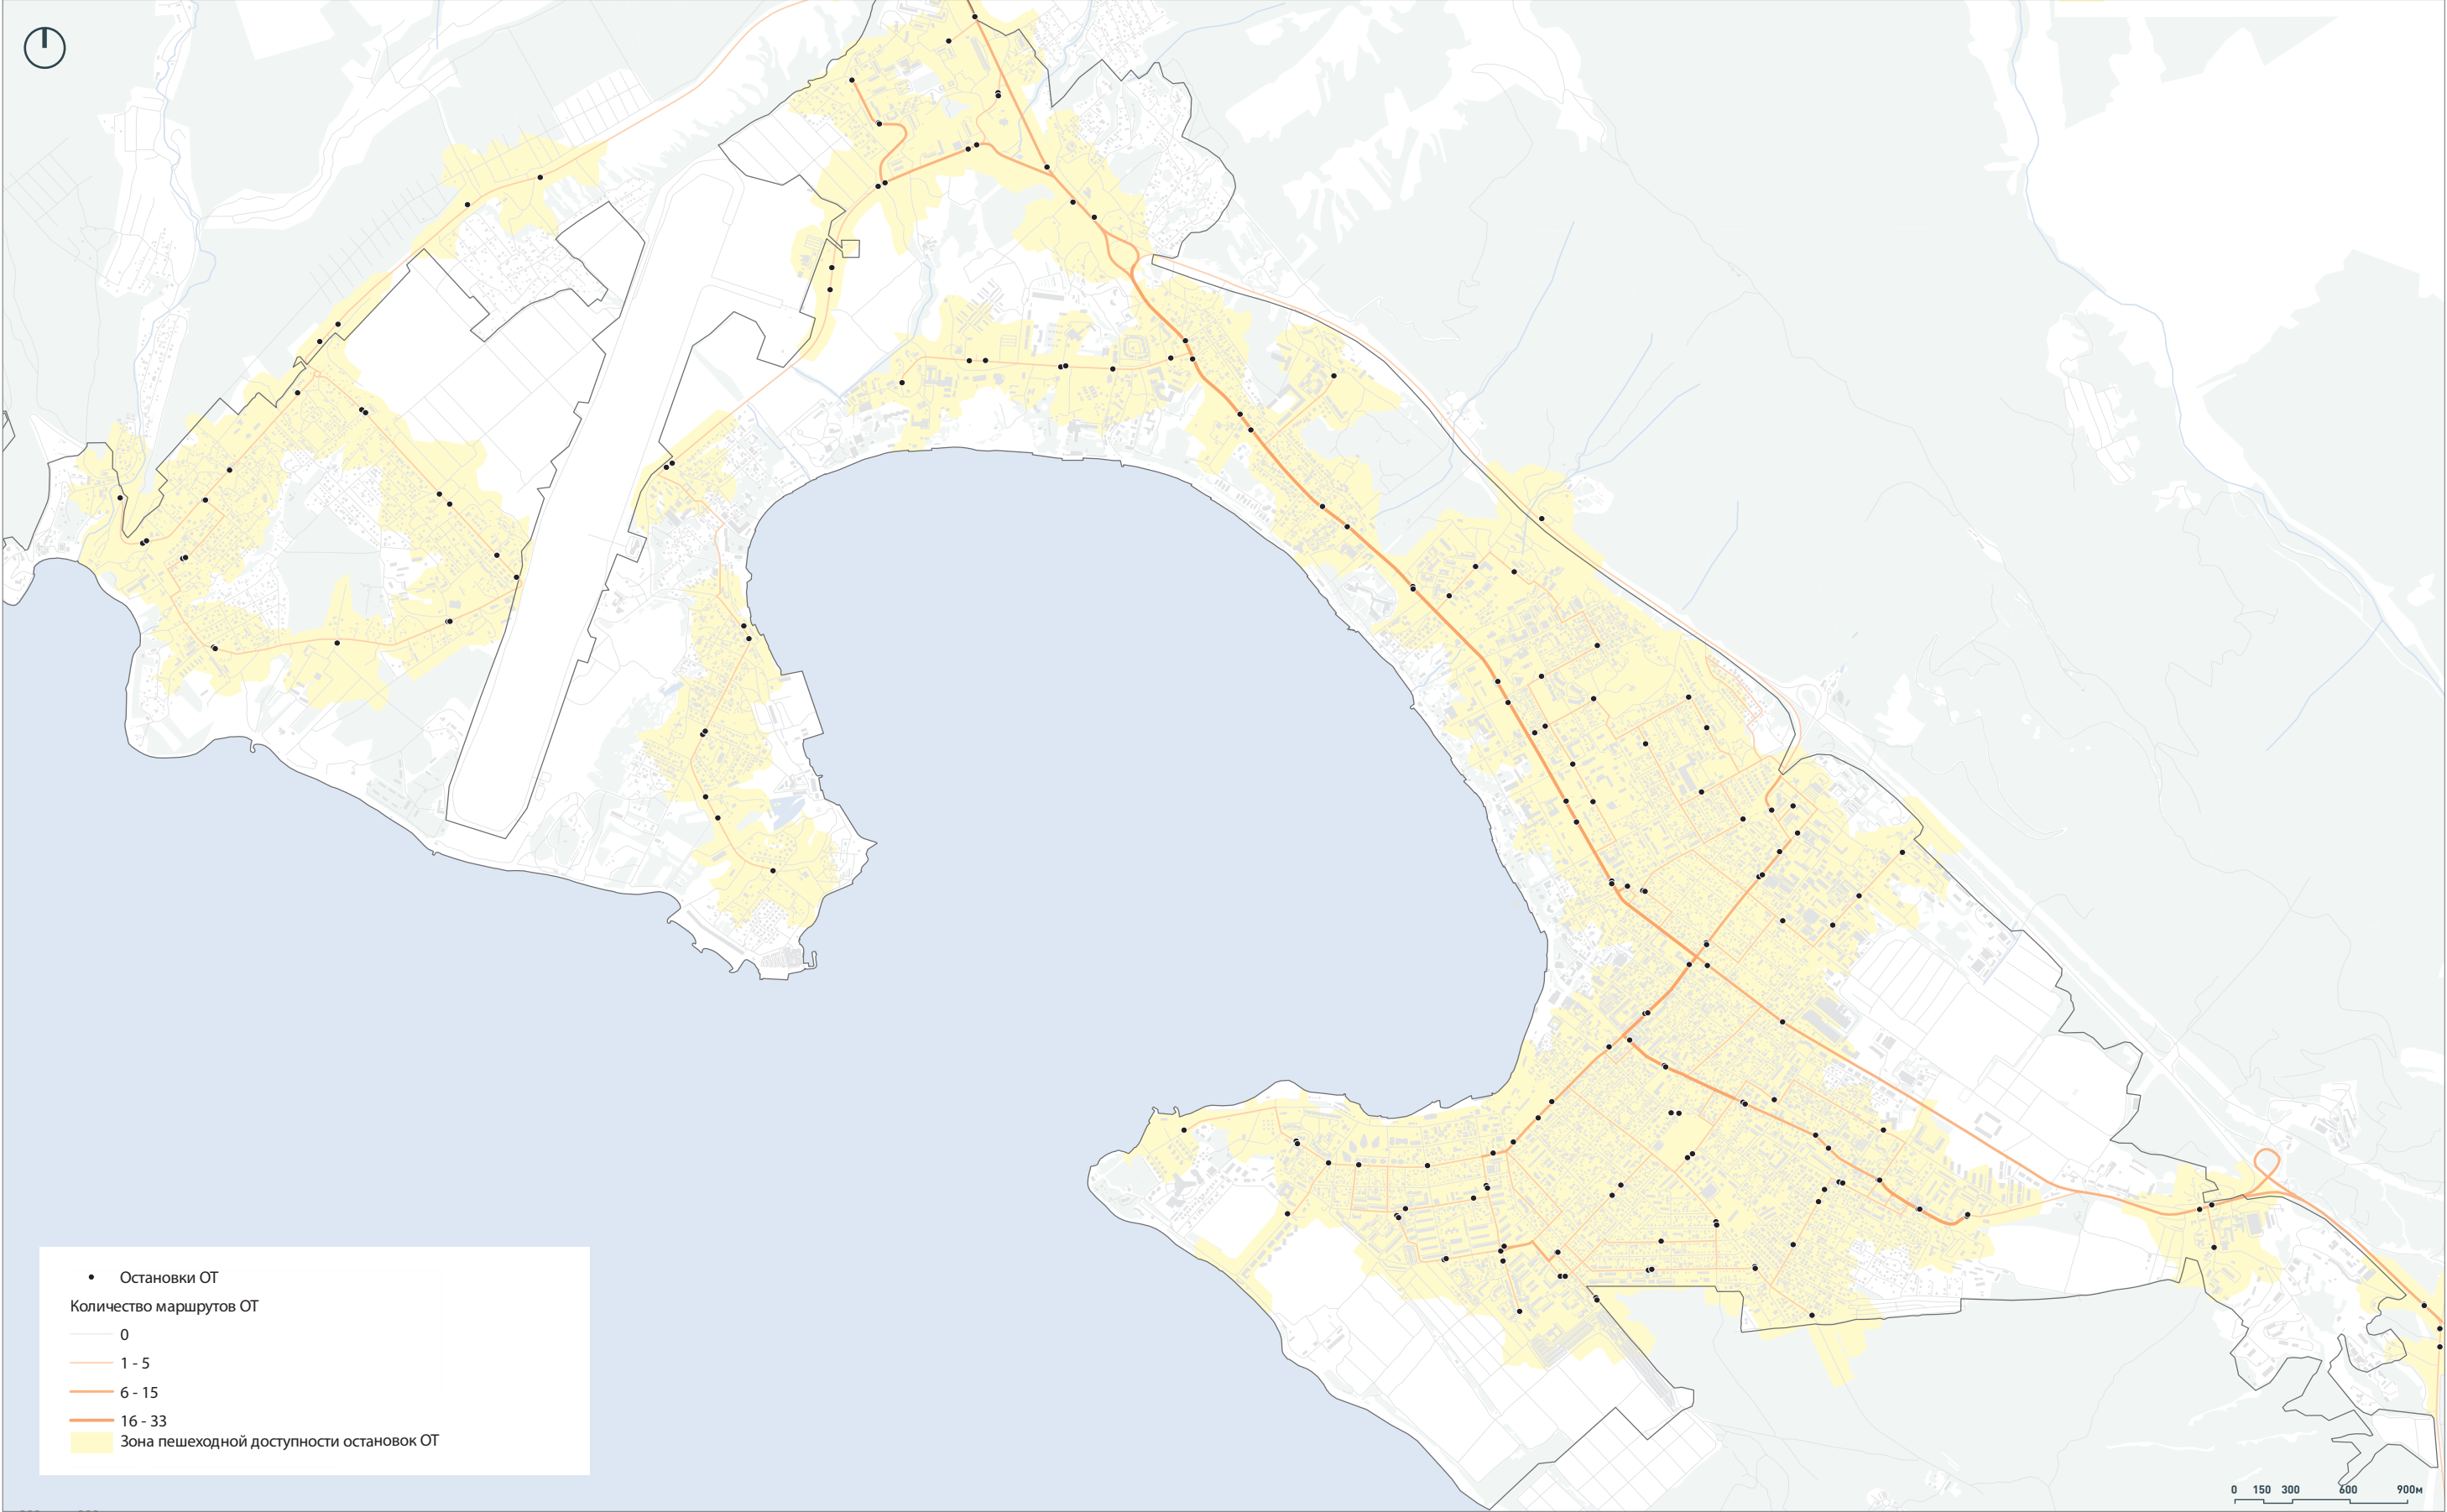 Остановки ОТ
Количество маршрутов ОТ
0
1 - 5
6 - 15
16 - 33
Зона пешеходной доступности остановок ОТ
0 150 300 600 900м